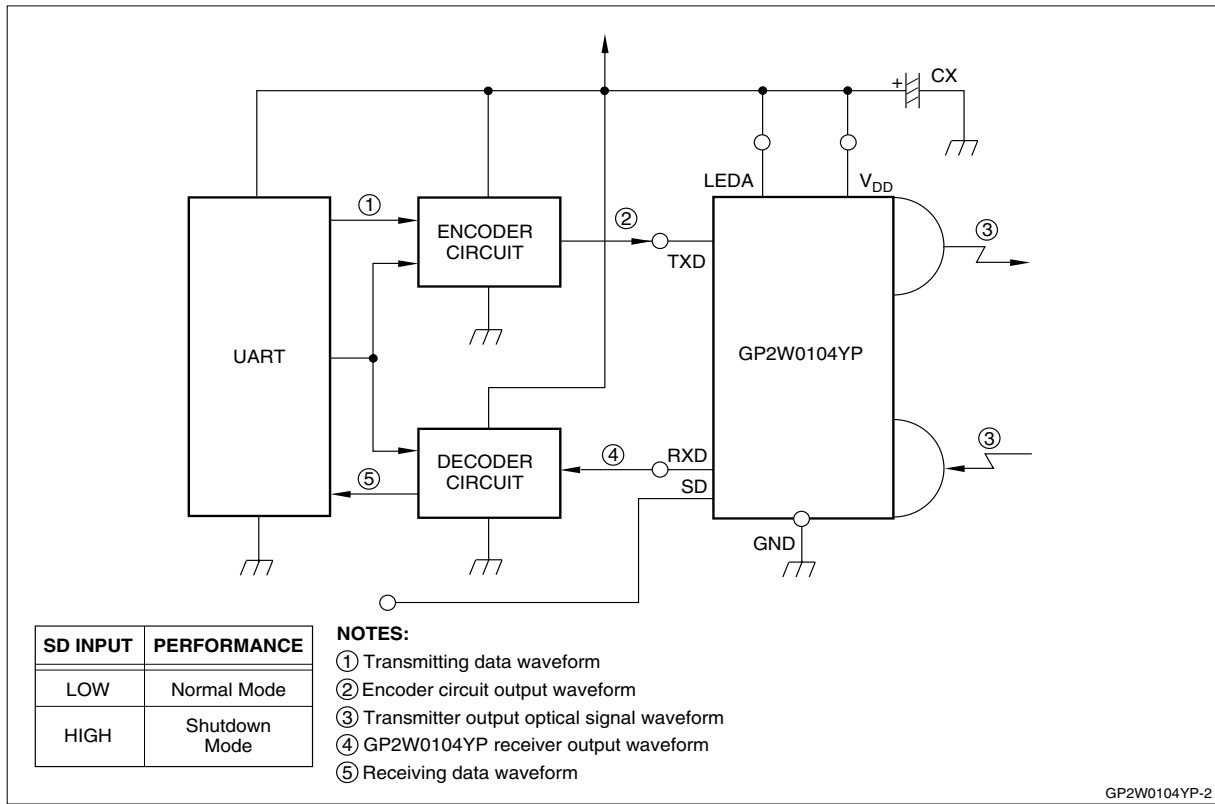 +
CX
LEDA
VDD
①
ENCODER
CIRCUIT
②
TXD
③
UART
GP2W0104YP
③
DECODER
CIRCUIT
④
RXD
SD
⑤
GND
SD INPUT PERFORMANCE
LOW Normal Mode
HIGH Shutdown
Mode
NOTES:
① Transmitting data waveform
② Encoder circuit output waveform
③ Transmitter output optical signal waveform
④ GP2W0104YP receiver output waveform
⑤ Receiving data waveform
GP2W0104YP-2